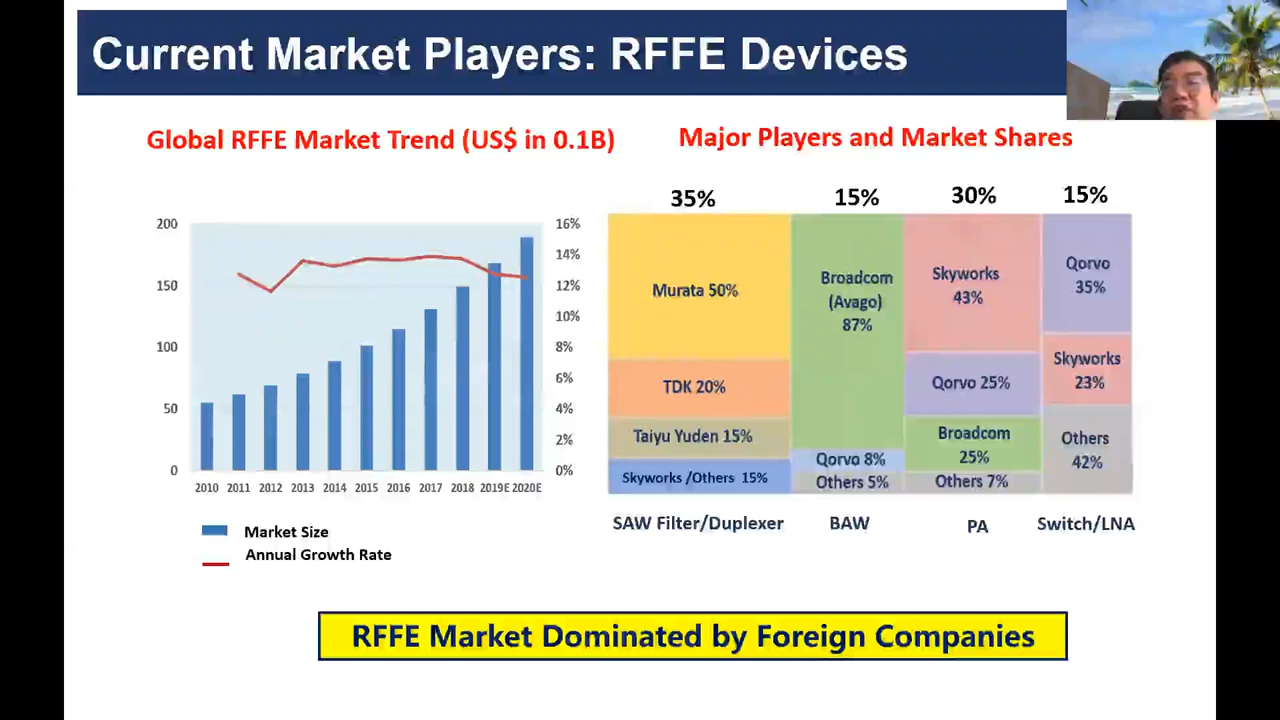 Current Market Players: RFFE Devices
Global RFFE Market Trend (US$ in 0.1B)
200
150
100
50
0
16%
14%
12%
10%
8%
6%
4%
2%
0%
2010 2011 2012 2013 2014 2015 2016 2017 2018 2019E 2020E
Market Size
Annual Growth Rate
Major Players and Market Shares
35% 15% 30% 15%
Murata 50%
TDK 20%
Taiyu Yuden 15%
Skyworks /Others 15%
SAW Filter/Duplexer
Broadcom
(Avago)
87%
Qorvo 8%
Others 5%
BAW
Skyworks
43%
Qorvo 25%
Broadcom
25%
Others 7%
PA
Qorvo
35%
Skyworks
23%
Others
42%
Switch/LNA
RFFE Market Dominated by Foreign Companies